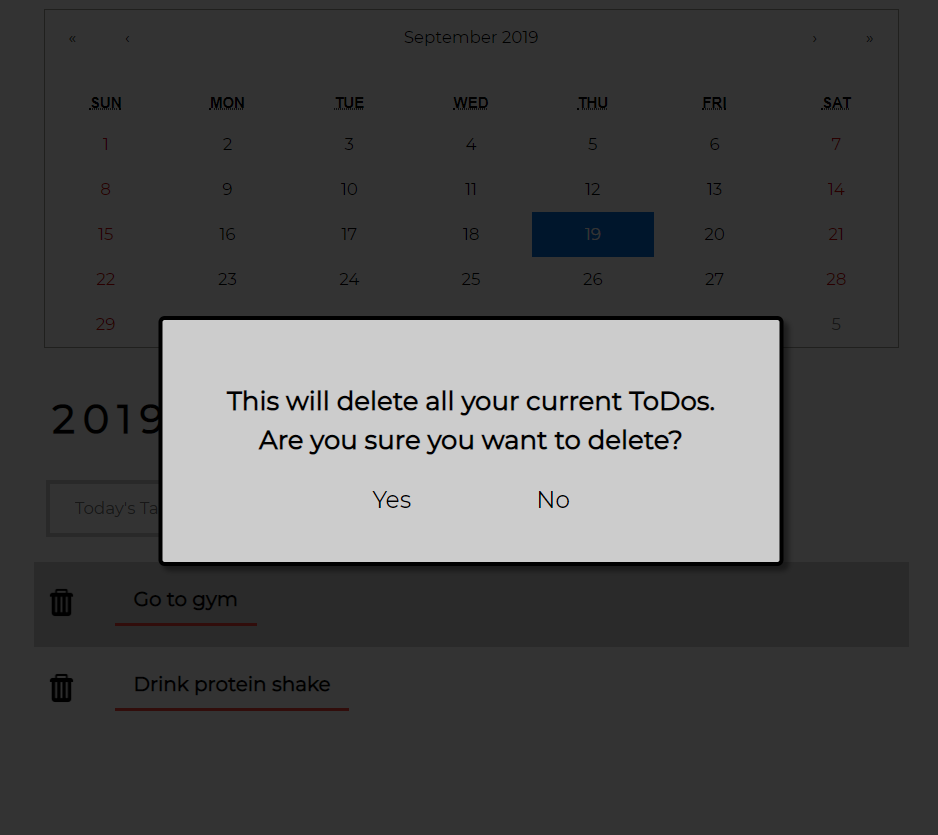 « ‹ September 2019 › »
SUN MON TUE WED THU FRI SAT
1 2 3 4 5 6 7
8 9 10 11 12 13 14
15 16 17 18 19 20 21
22 23 24 25 26 27 28
29 5
2019
This will delete all your current ToDos.
Are you sure you want to delete?
Yes No
Today's
Go to gym
Drink protein shake